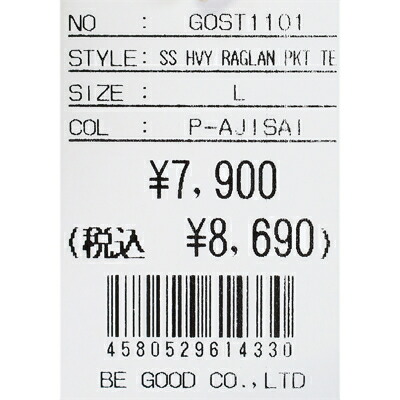 NO : GOST1101
STYLE: SS HVY RAGLAN PKT TE
SIZE : L
COL : P-AJISAI
¥7,900
(税込 ¥8,690)
4580529614330
BE GOOD CO.,LTD